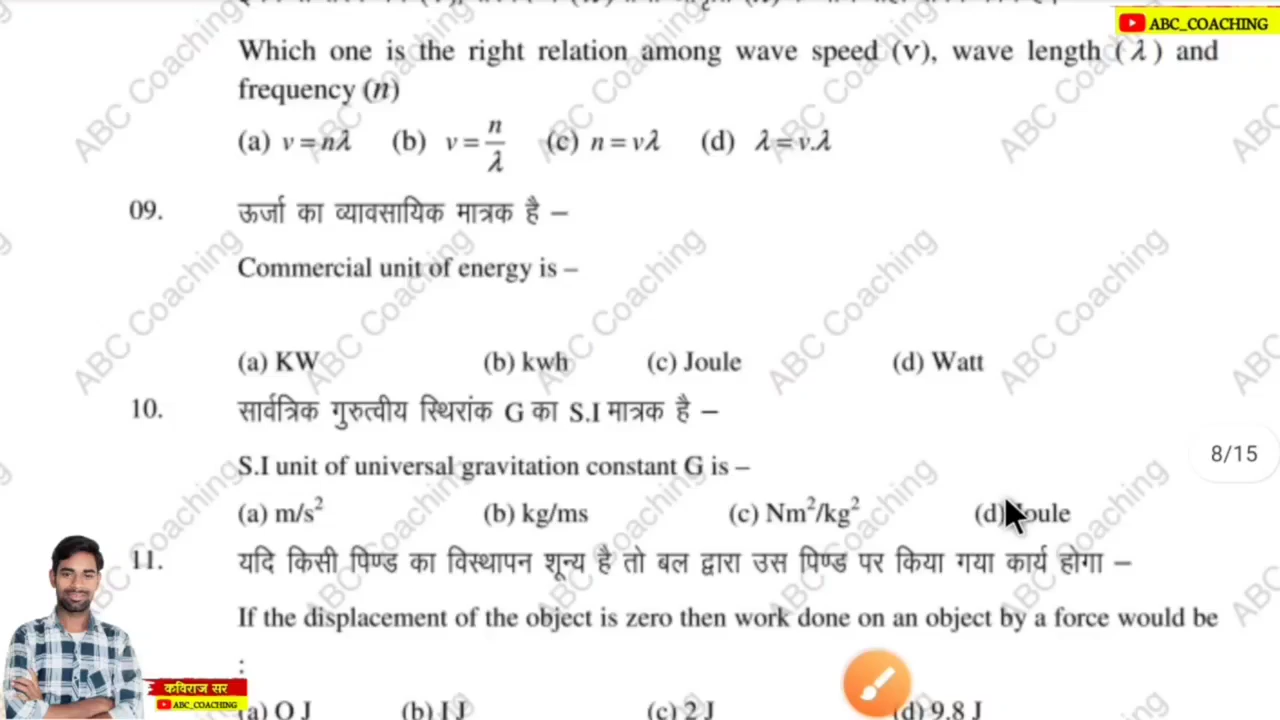 ABC_COACHING
Which one is the right relation among wave speed (v), wave length (λ) and
frequency (n)
(a) v = nλ (b) v = n/λ (c) n = vλ (d) λ = v.λ
09. ऊर्जा का व्यावसायिक मात्रक है –
Commercial unit of energy is –
(a) KW (b) kwh (c) Joule (d) Watt
10. सार्वत्रिक गुरुत्वीय स्थिरांक G का S.I मात्रक है –
S.I unit of universal gravitation constant G is –
8/15
(a) m/s² (b) kg/ms (c) Nm²/kg² (d) Joule
11. यदि किसी पिण्ड का विस्थापन शून्य है तो बल द्वारा उस पिण्ड पर किया गया कार्य होगा –
If the displacement of the object is zero then work done on an object by a force would be
:
(a) O J (b) I J (c) 2 J (d) 9.8 J
कविराज सर
ABC_COACHING
ABC Coaching